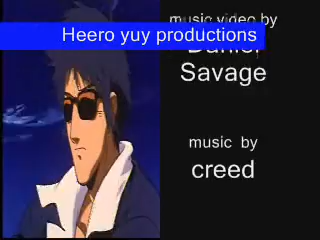 music video by
Heero yuy productions
Daniel
Savage
music by
creed